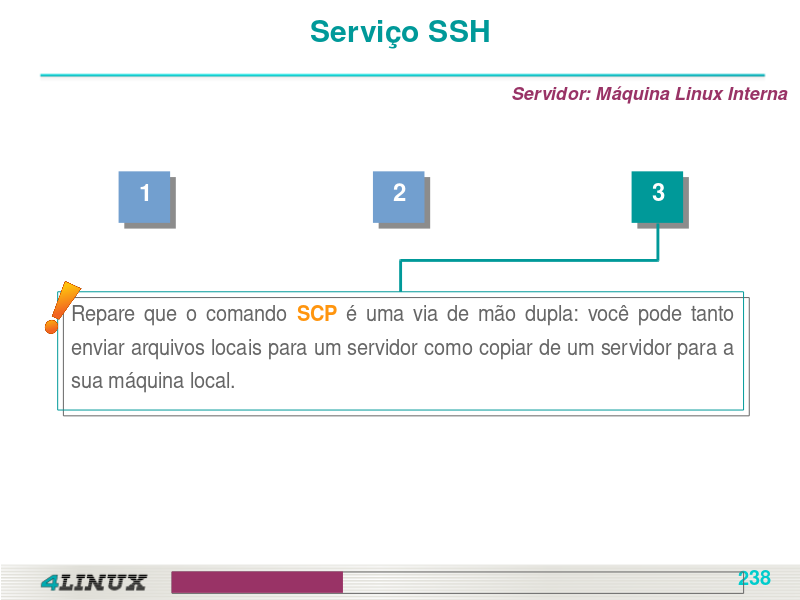 Serviço SSH
Servidor: Máquina Linux Interna
1 2 3
Repare que o comando SCP é uma via de mão dupla: você pode tanto
enviar arquivos locais para um servidor como copiar de um servidor para a
sua máquina local.
4LINUX
238